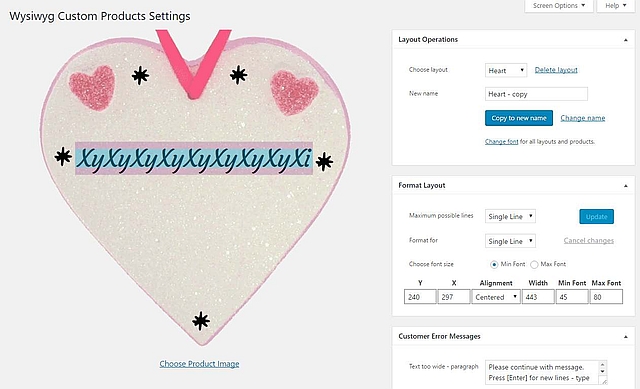 Screen Options ▼ Help ▼
Wysiwyg Custom Products Settings
XyXyXyXyXyXyXyXyXyXi
Choose Product Image
Layout Operations
Choose layout Heart Delete layout
New name Heart - copy
Copy to new name Change name
Change font for all layouts and products.
Format Layout
Maximum possible lines Single Line Update
Format for Single Line Cancel changes
Choose font size Min Font Max Font
Y X Alignment Width Min Font Max Font
240 297 Centered 443 45 80
Customer Error Messages
Text too wide - paragraph Please continue with message.
Press [Enter] for new lines - type